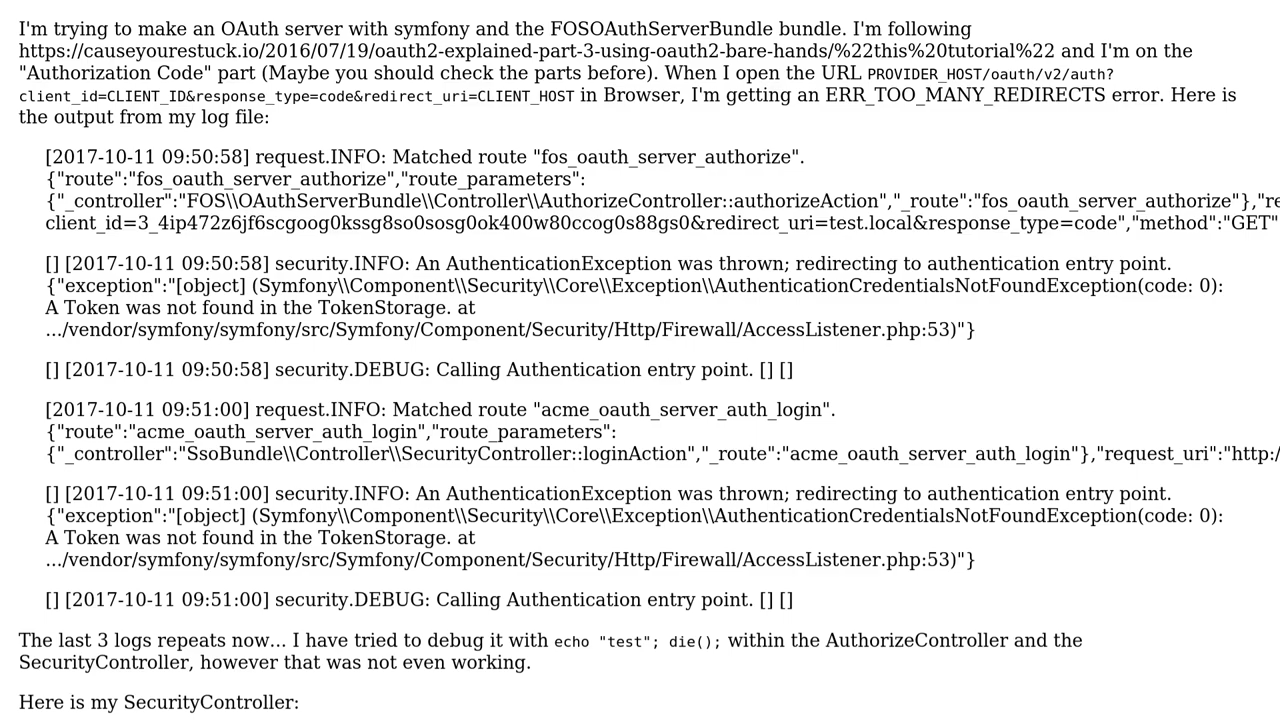 I'm trying to make an OAuth server with symfony and the FOSOAuthServerBundle bundle. I'm following
https://causeyourestuck.io/2016/07/19/oauth2-explained-part-3-using-oauth2-bare-hands/%22this%20tutorial%22 and I'm on the
"Authorization Code" part (Maybe you should check the parts before). When I open the URL PROVIDER_HOST/oauth/v2/auth?
client_id=CLIENT_ID&response_type=code&redirect_uri=CLIENT_HOST in Browser, I'm getting an ERR_TOO_MANY_REDIRECTS error. Here is
the output from my log file:
[2017-10-11 09:50:58] request.INFO: Matched route "fos_oauth_server_authorize".
{"route":"fos_oauth_server_authorize","route_parameters":
{"_controller":"FOS\\OAuthServerBundle\\Controller\\AuthorizeController::authorizeAction","_route":"fos_oauth_server_authorize"},"re
client_id=3_4ip472z6jf6scgoog0kssg8so0sosg0ok400w80ccog0s88gs0&redirect_uri=test.local&response_type=code","method":"GET"
[] [2017-10-11 09:50:58] security.INFO: An AuthenticationException was thrown; redirecting to authentication entry point.
{"exception":"[object] (Symfony\\Component\\Security\\Core\\Exception\\AuthenticationCredentialsNotFoundException(code: 0):
A Token was not found in the TokenStorage. at
.../vendor/symfony/symfony/src/Symfony/Component/Security/Http/Firewall/AccessListener.php:53)"}
[] [2017-10-11 09:50:58] security.DEBUG: Calling Authentication entry point. [] []
[2017-10-11 09:51:00] request.INFO: Matched route "acme_oauth_server_auth_login".
{"route":"acme_oauth_server_auth_login","route_parameters":
{"_controller":"SsoBundle\\Controller\\SecurityController::loginAction","_route":"acme_oauth_server_auth_login"},"request_uri":"http:/
[] [2017-10-11 09:51:00] security.INFO: An AuthenticationException was thrown; redirecting to authentication entry point.
{"exception":"[object] (Symfony\\Component\\Security\\Core\\Exception\\AuthenticationCredentialsNotFoundException(code: 0):
A Token was not found in the TokenStorage. at
.../vendor/symfony/symfony/src/Symfony/Component/Security/Http/Firewall/AccessListener.php:53)"}
[] [2017-10-11 09:51:00] security.DEBUG: Calling Authentication entry point. [] []
The last 3 logs repeats now... I have tried to debug it with echo "test"; die(); within the AuthorizeController and the
SecurityController, however that was not even working.
Here is my SecurityController: